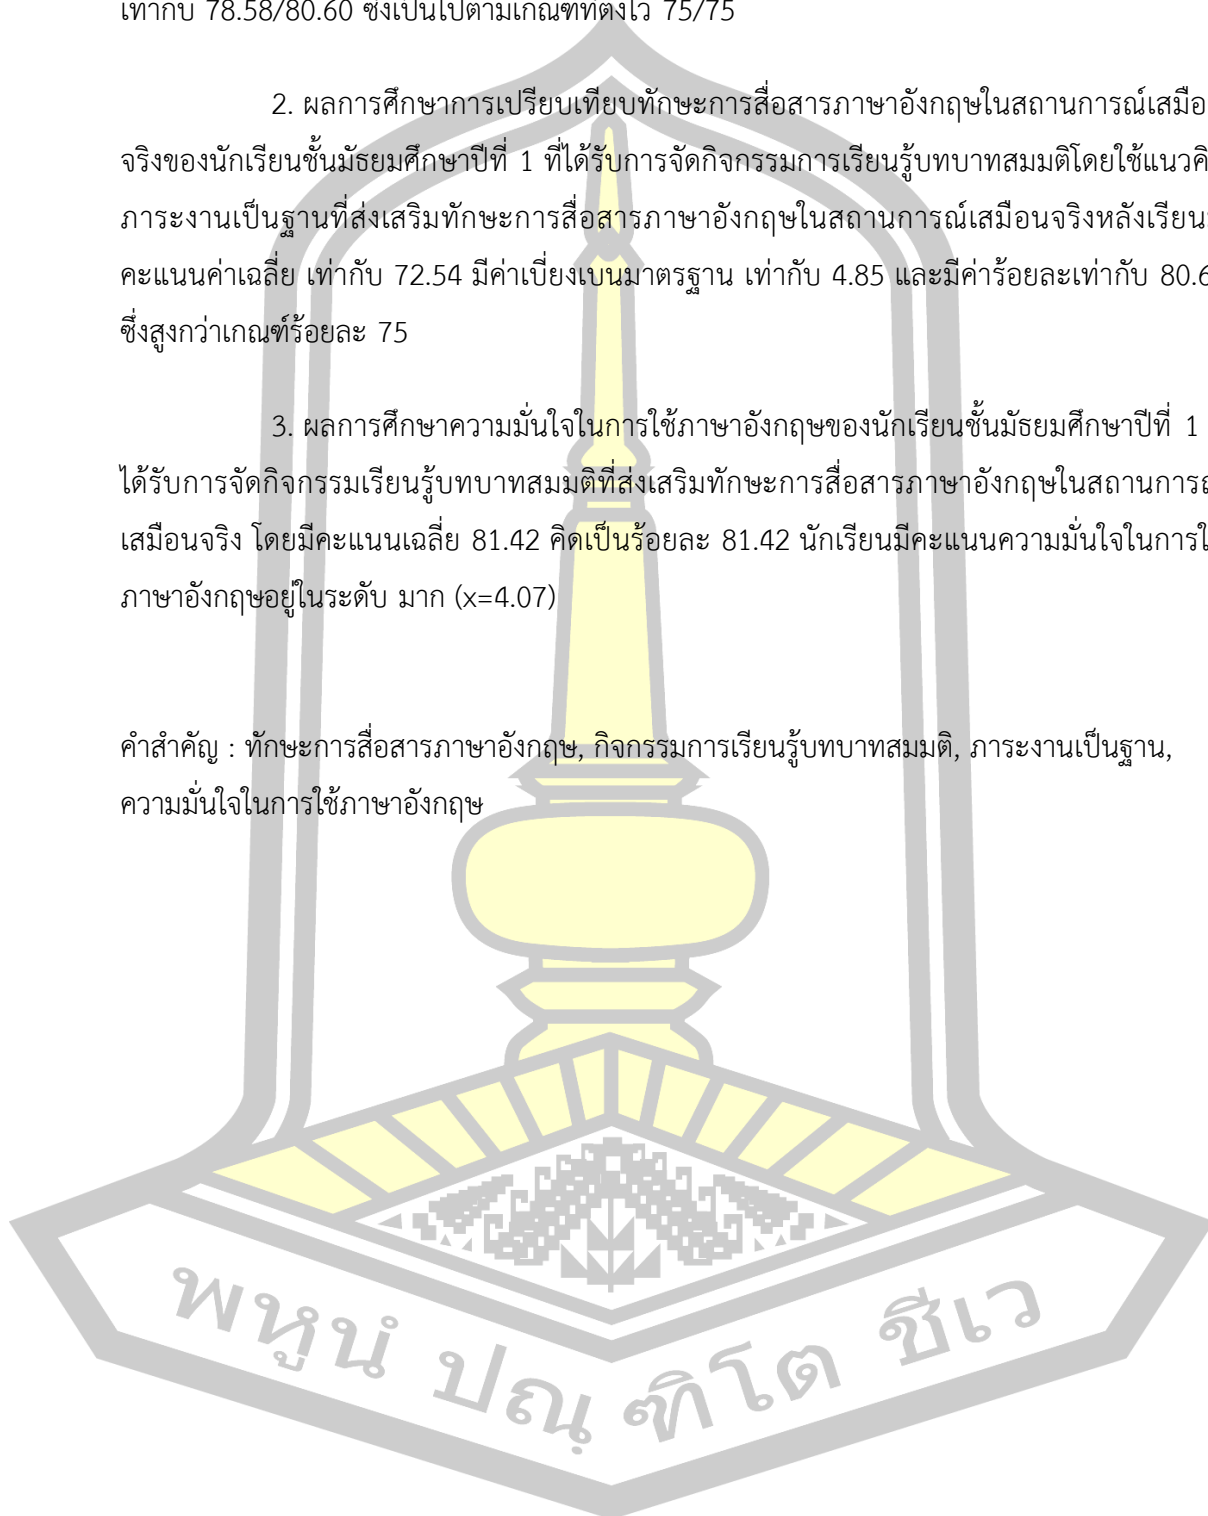 เท่ากับ 78.58/80.60 ซึ่งเป็นไปตามเกณฑ์ที่ตั้งไว้ 75/75
2. ผลการศึกษาการเปรียบเทียบทักษะการสื่อสารภาษาอังกฤษในสถานการณ์เสมือ
จริงของนักเรียนชั้นมัธยมศึกษาปีที่ 1 ที่ได้รับการจัดกิจกรรมการเรียนรู้บทบาทสมมติโดยใช้แนวคิ
ภาระงานเป็นฐานที่ส่งเสริมทักษะการสื่อสารภาษาอังกฤษในสถานการณ์เสมือนจริงหลังเรียน
คะแนนค่าเฉลี่ย เท่ากับ 72.54 มีค่าเบี่ยงเบนมาตรฐาน เท่ากับ 4.85 และมีค่าร้อยละเท่ากับ 80.6
ซึ่งสูงกว่าเกณฑ์ร้อยละ 75
3. ผลการศึกษาความมั่นใจในการใช้ภาษาอังกฤษของนักเรียนชั้นมัธยมศึกษาปีที่ 1
ได้รับการจัดกิจกรรมเรียนรู้บทบาทสมมติที่ส่งเสริมทักษะการสื่อสารภาษาอังกฤษในสถานการณ
เสมือนจริง โดยมีคะแนนเฉลี่ย 81.42 คิดเป็นร้อยละ 81.42 นักเรียนมีคะแนนความมั่นใจในการใ
ภาษาอังกฤษอยู่ในระดับ มาก (x=4.07)
คำสำคัญ : ทักษะการสื่อสารภาษาอังกฤษ, กิจกรรมการเรียนรู้บทบาทสมมติ, ภาระงานเป็นฐาน,
ความมั่นใจในการใช้ภาษาอังกฤษ
พหูนํ ปณฺฑิโต ชีเว